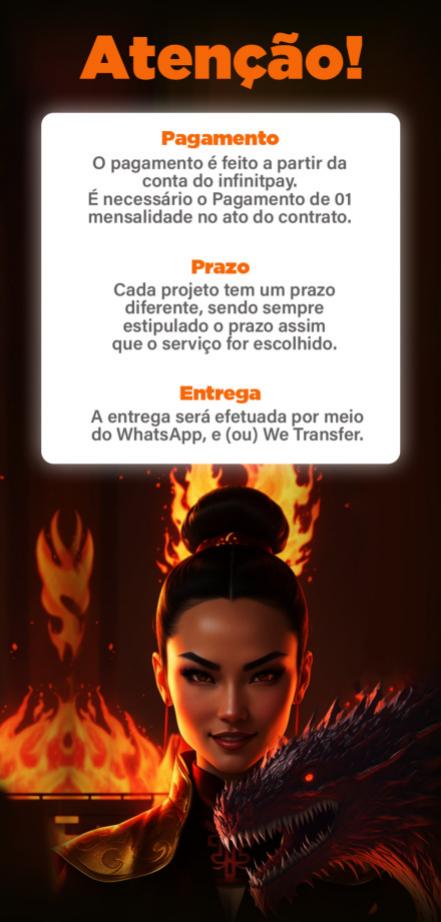 Atenção!
Pagamento
O pagamento é feito a partir da
conta do infinitpay.
É necessário o Pagamento de 01
mensalidade no ato do contrato.
Prazo
Cada projeto tem um prazo
diferente, sendo sempre
estipulado o prazo assim
que o serviço for escolhido.
Entrega
A entrega será efetuada por meio
do WhatsApp, e (ou) We Transfer.